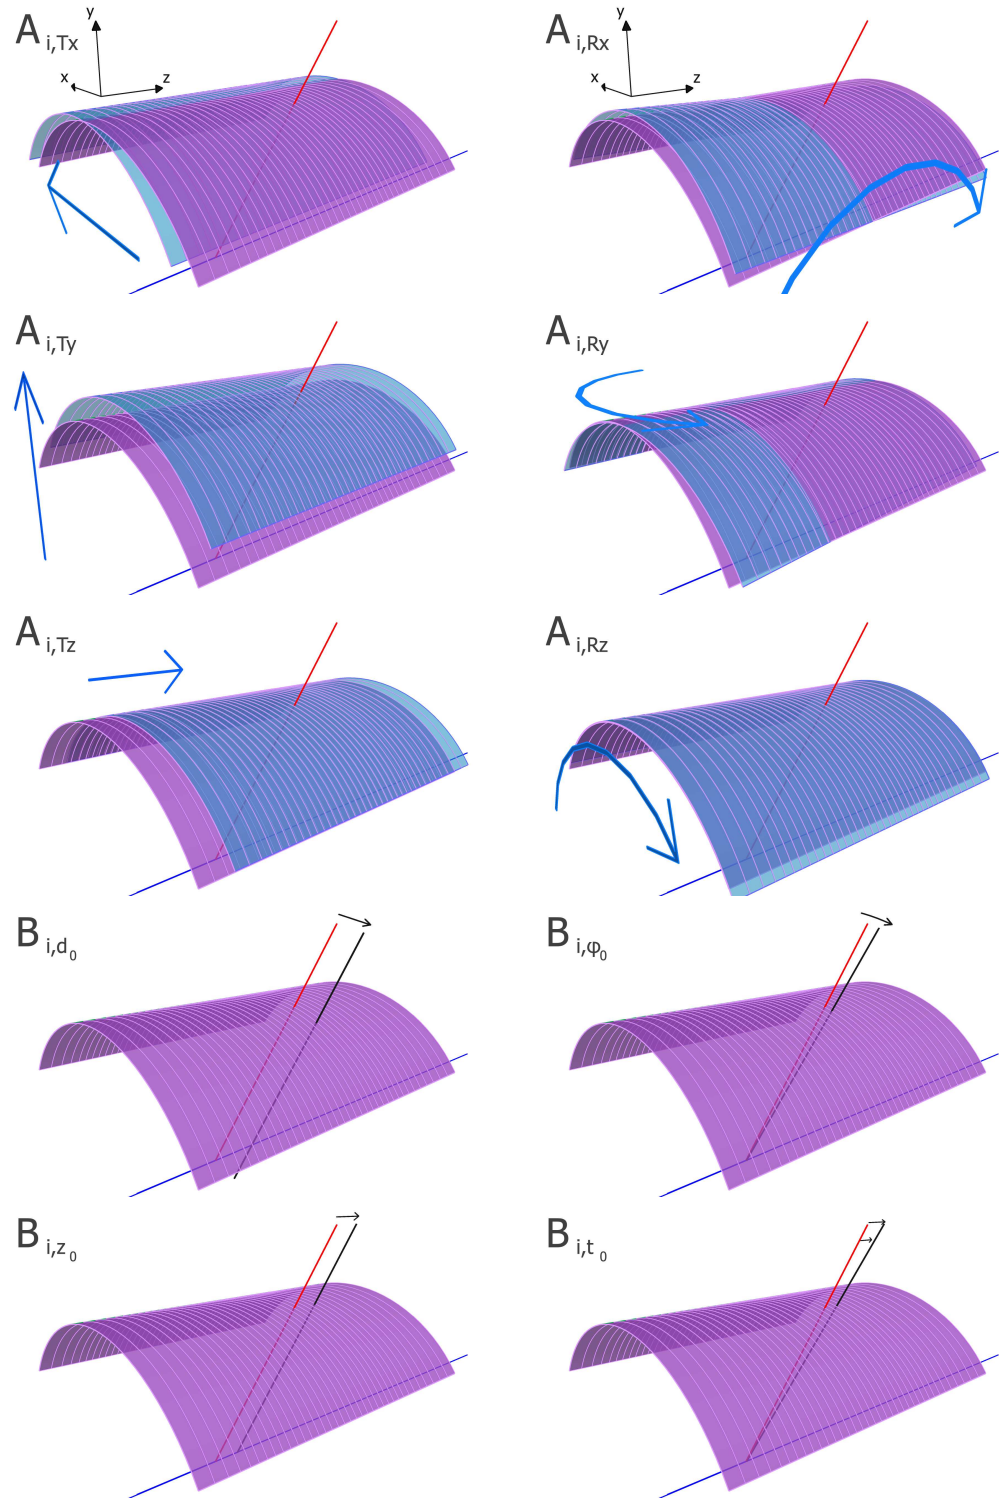 A i,Tx
y
x
z
A i,Rx
y
x
z
A i,Ty
A i,Ry
A i,Tz
A i,Rz
B i,d0
B i,φ0
B i,z0
B i,t0